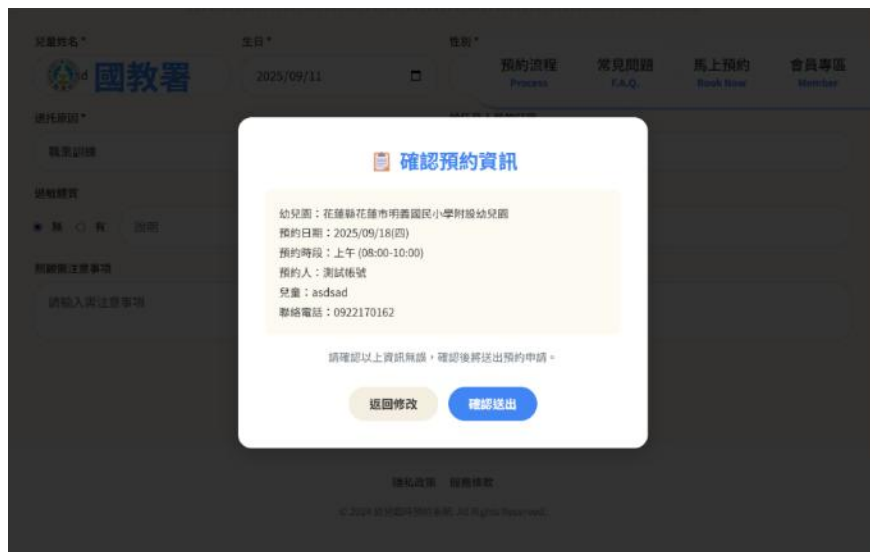 兒童姓名*
生日*
性別*
國教署
2025/09/11
預約流程
Process
常見問題
F.A.Q.
馬上預約
Book Now
會員專區
Member
送托原因*
職業訓練
過敏體質
無
有
說明
照顧需注意事項
請輸入需注意事項
確認預約資訊
幼兒園：花蓮縣花蓮市明義國民小學附設幼兒園
預約日期：2025/09/18(四)
預約時段：上午 (08:00-10:00)
預約人：測試帳號
兒童：asdsad
聯絡電話：0922170162
請確認以上資訊無誤，確認後將送出預約申請。
返回修改
確認送出
隱私政策
服務條款
All Rights Reserved.